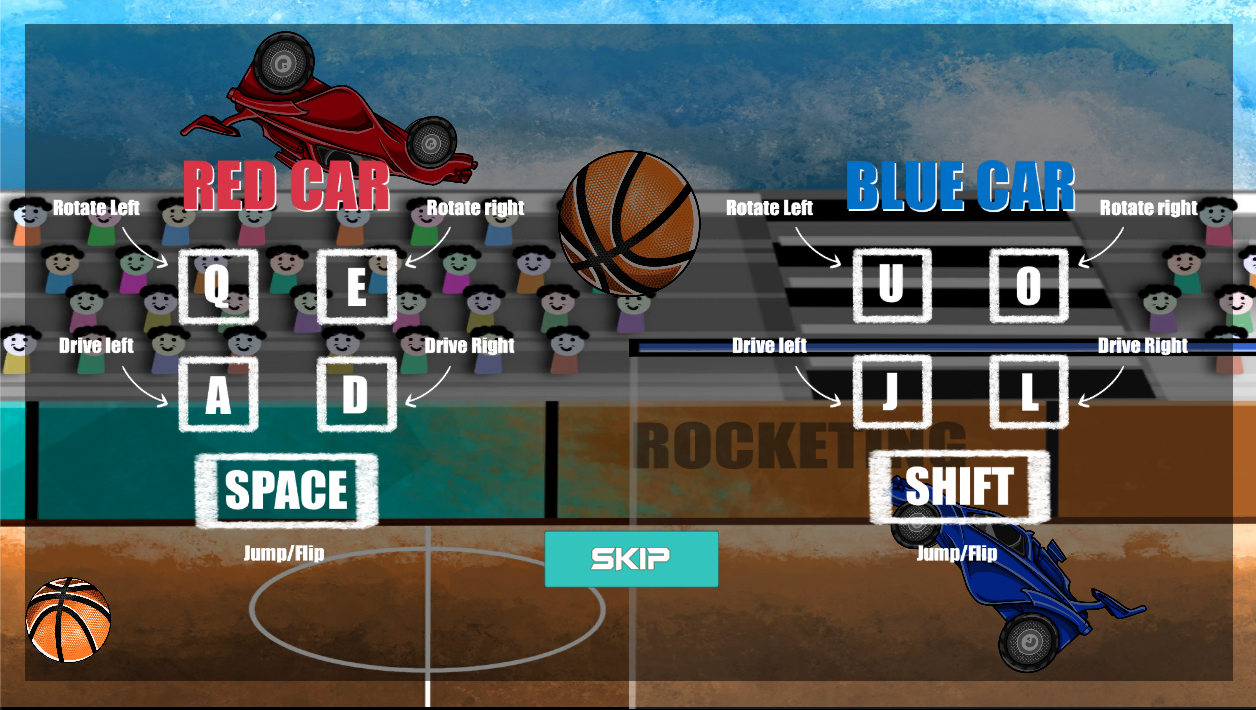 RED CAR
Rotate Left
Rotate right
Q
E
Drive left
Drive Right
A
D
SPACE
Jump/Flip
BLUE CAR
Rotate Left
Rotate right
U
O
Drive left
Drive Right
J
L
ROCKETING
SHIFT
Jump/Flip
SKIP